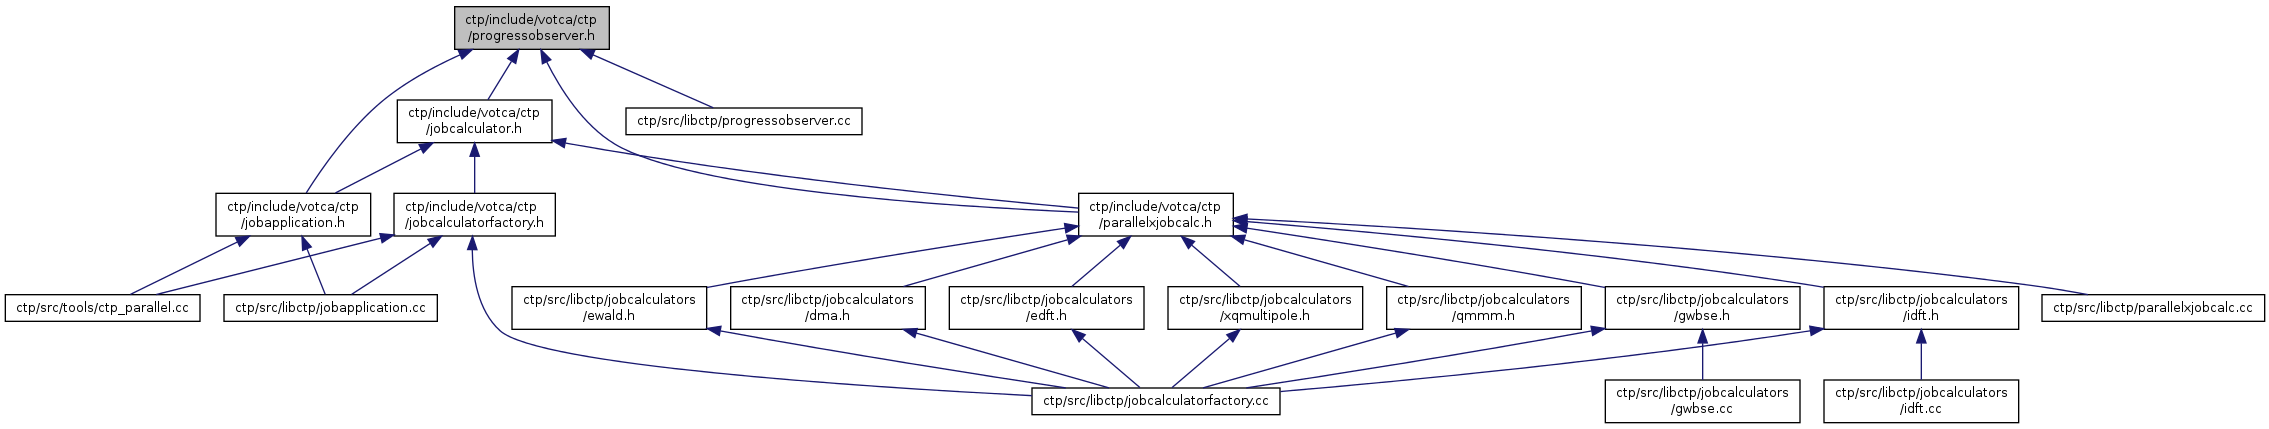 ctp/include/votca/ctp
/progressobserver.h
ctp/include/votca/ctp
/jobcalculator.h
ctp/src/libctp/progressobserver.cc
ctp/include/votca/ctp
/jobapplication.h
ctp/include/votca/ctp
/jobcalculatorfactory.h
ctp/include/votca/ctp
/parallelxjobcalc.h
ctp/src/tools/ctp_parallel.cc
ctp/src/libctp/jobapplication.cc
ctp/src/libctp/jobcalculators
/ewald.h
ctp/src/libctp/jobcalculators
/dma.h
ctp/src/libctp/jobcalculators
/edft.h
ctp/src/libctp/jobcalculators
/xqmultipole.h
ctp/src/libctp/jobcalculators
/qmmm.h
ctp/src/libctp/jobcalculators
/gwbse.h
ctp/src/libctp/jobcalculators
/idft.h
ctp/src/libctp/parallelxjobcalc.cc
ctp/src/libctp/jobcalculatorfactory.cc
ctp/src/libctp/jobcalculators
/gwbse.cc
ctp/src/libctp/jobcalculators
/idft.cc